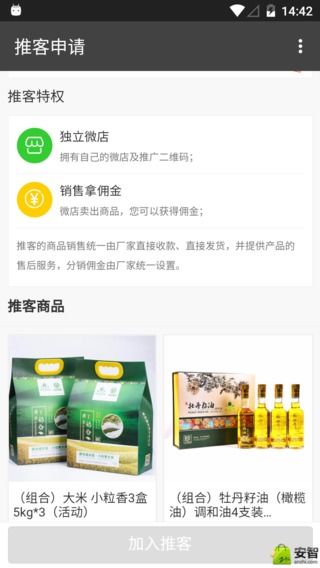 14:42
推客申请
推客特权
独立微店
拥有自己的微店及推广二维码；
销售拿佣金
微店卖出商品，您可以获得佣金；
推客的商品销售统一由厂家直接收款、直接发货，并提供产品的
售后服务，分销佣金由厂家统一设置。
推客商品
牡丹籽油
（组合）大米 小粒香3盒
5kg*3（活动）
（组合）牡丹籽油（橄榄
油）调和油4支装…
加入推客
安智
anzhi.com